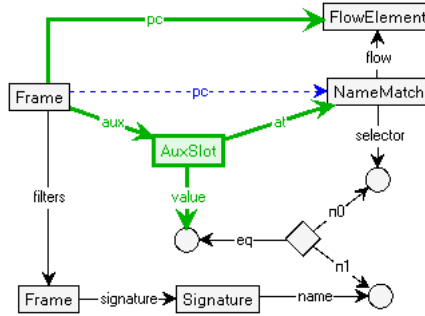 pc
FlowElement
flow
Frame
pc
NameMatch
aux
at
AuxSlot
selector
filters
value
n0
eq
n1
Frame
signature
Signature
name